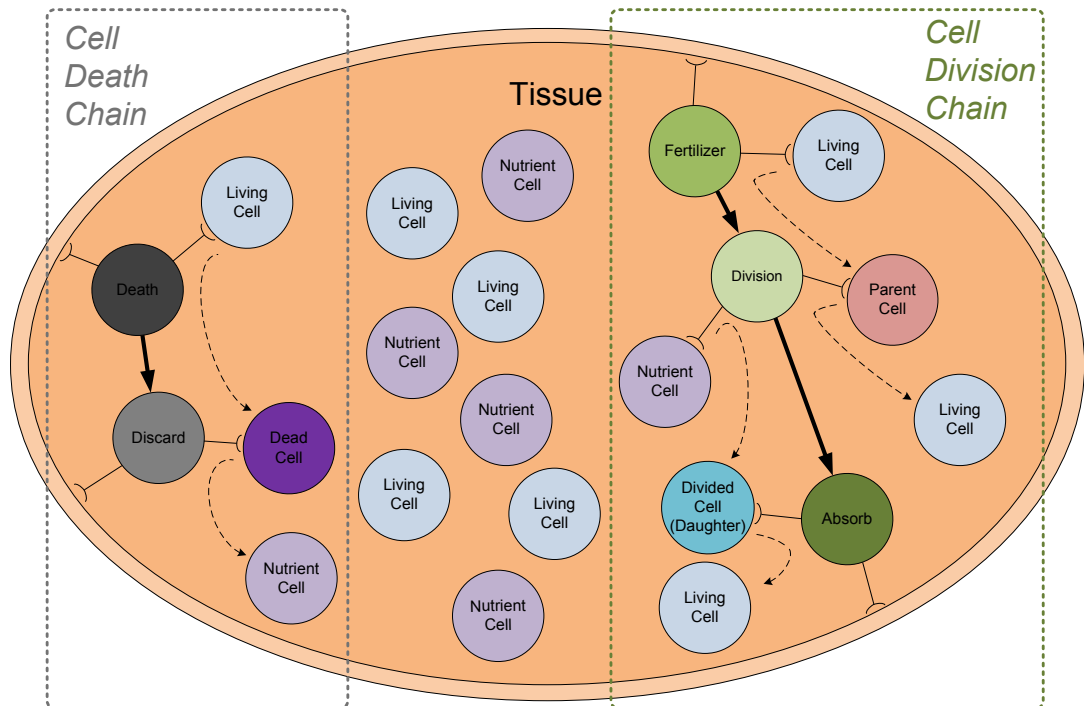 Cell
Death
Chain
Tissue
Cell
Division
Chain
Living
Cell
Death
Discard
Dead
Cell
Nutrient
Cell
Nutrient
Cell
Living
Cell
Living
Cell
Nutrient
Cell
Nutrient
Cell
Living
Cell
Living
Cell
Nutrient
Cell
Fertilizer
Living
Cell
Division
Parent
Cell
Nutrient
Cell
Living
Cell
Divided
Cell
(Daughter)
Absorb
Living
Cell